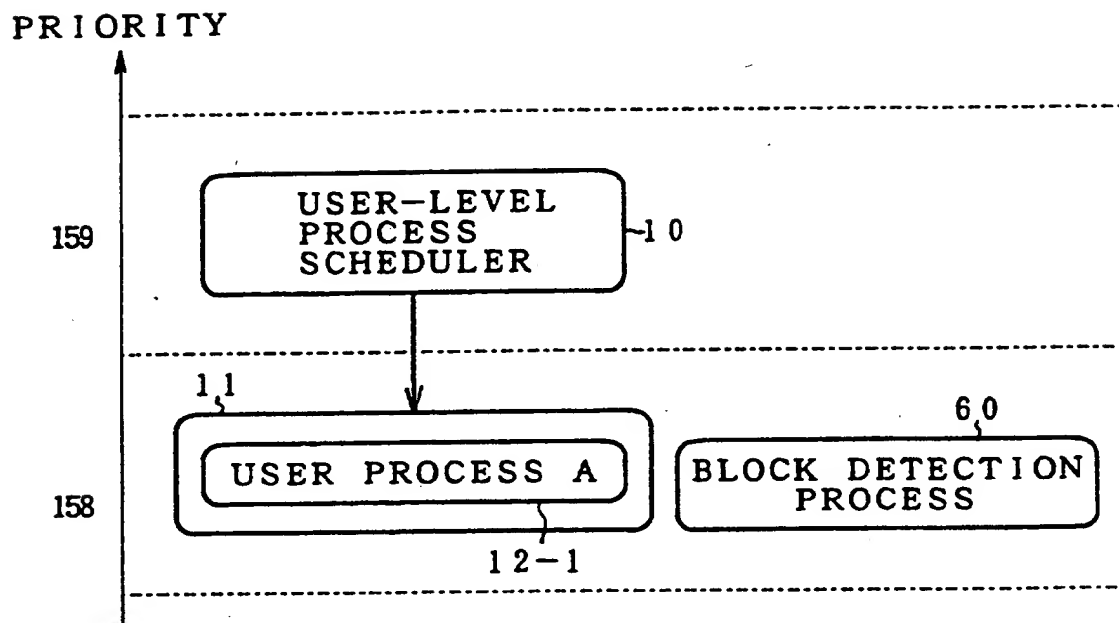 PRIORITY
159
USER-LEVEL
PROCESS
SCHEDULER
10
11
USER PROCESS A
12-1
158
60
BLOCK DETECTION
PROCESS